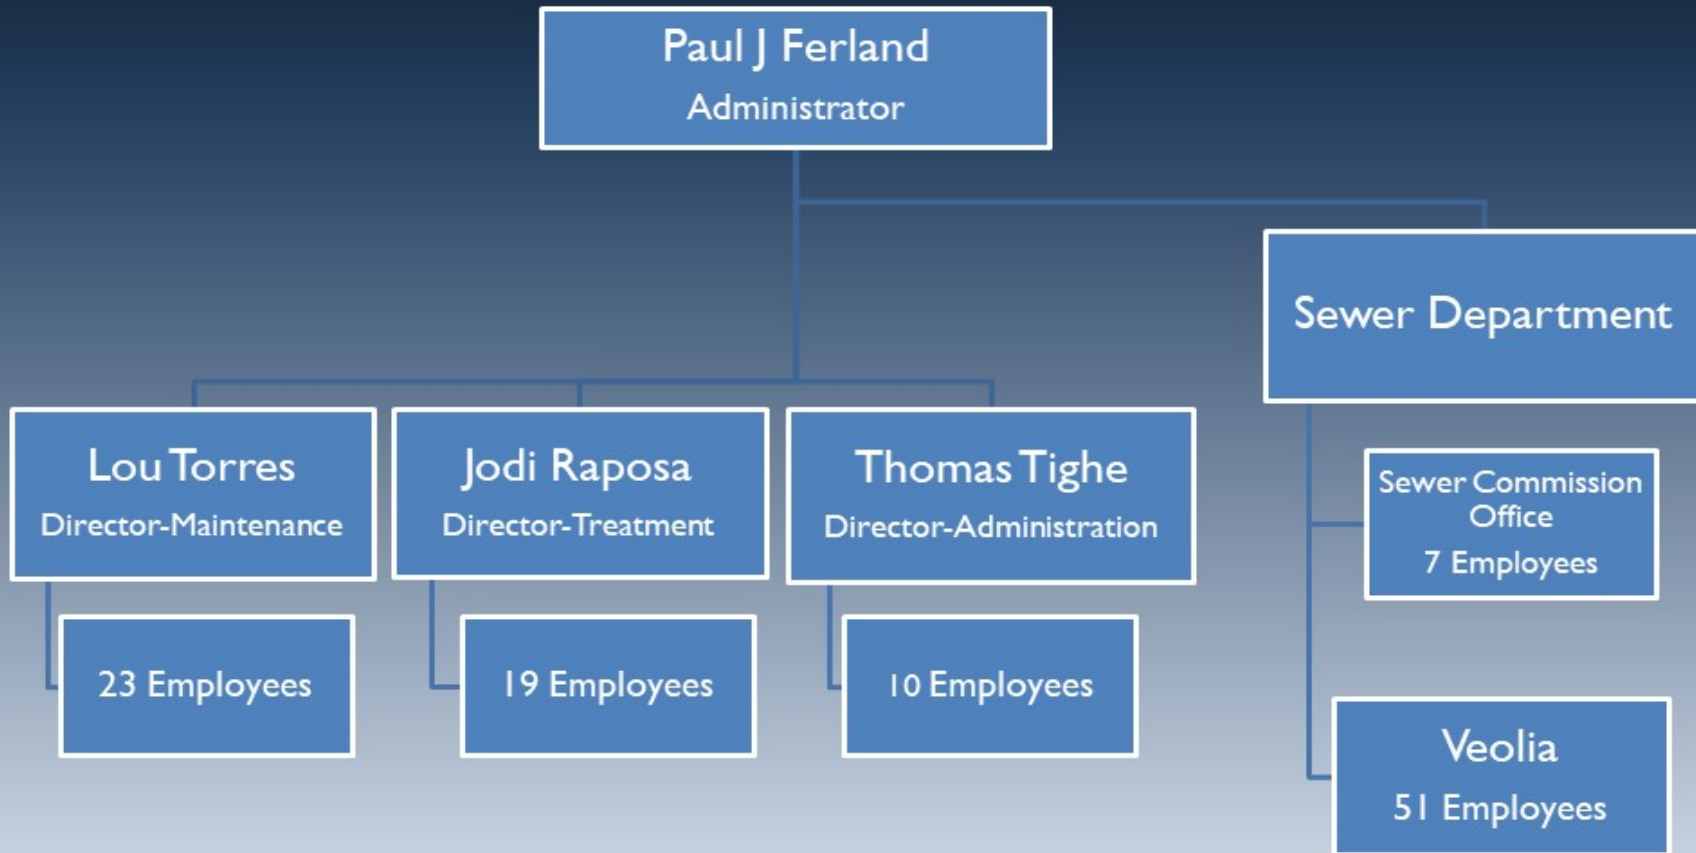 Paul J Ferland
Administrator
Sewer Department
Lou Torres
Director-Maintenance
23 Employees
Jodi Raposa
Director-Treatment
19 Employees
Thomas Tighe
Director-Administration
10 Employees
Sewer Commission
Office
7 Employees
Veolia
51 Employees